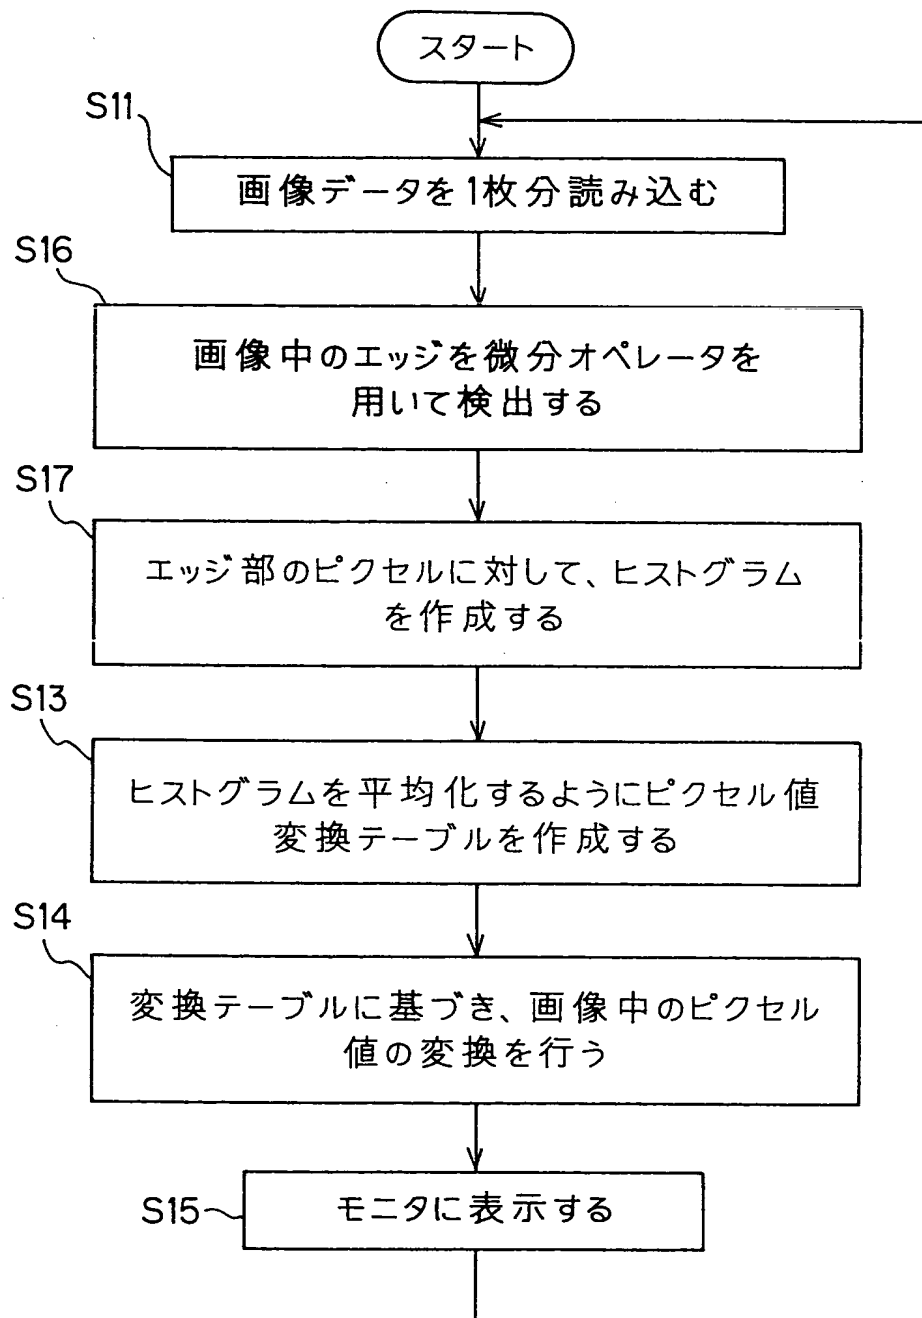 スタート
S11
画像データを1枚分読み込む
S16
画像中のエッジを微分オペレータを
用いて検出する
S17
エッジ部のピクセルに対して、ヒストグラム
を作成する
S13
ヒストグラムを平均化するようにピクセル値
変換テーブルを作成する
S14
変換テーブルに基づき、画像中のピクセル
値の変換を行う
S15
モニタに表示する